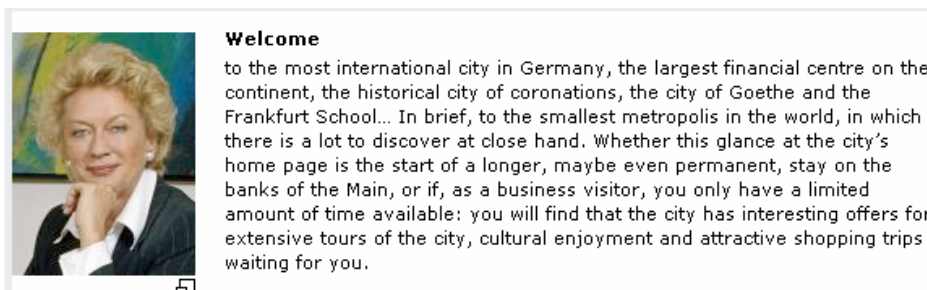 Welcome
to the most international city in Germany, the largest financial centre on the
continent, the historical city of coronations, the city of Goethe and the
Frankfurt School... In brief, to the smallest metropolis in the world, in which
there is a lot to discover at close hand. Whether this glance at the city's
home page is the start of a longer, maybe even permanent, stay on the
banks of the Main, or if, as a business visitor, you only have a limited
amount of time available: you will find that the city has interesting offers for
extensive tours of the city, cultural enjoyment and attractive shopping trips
waiting for you.